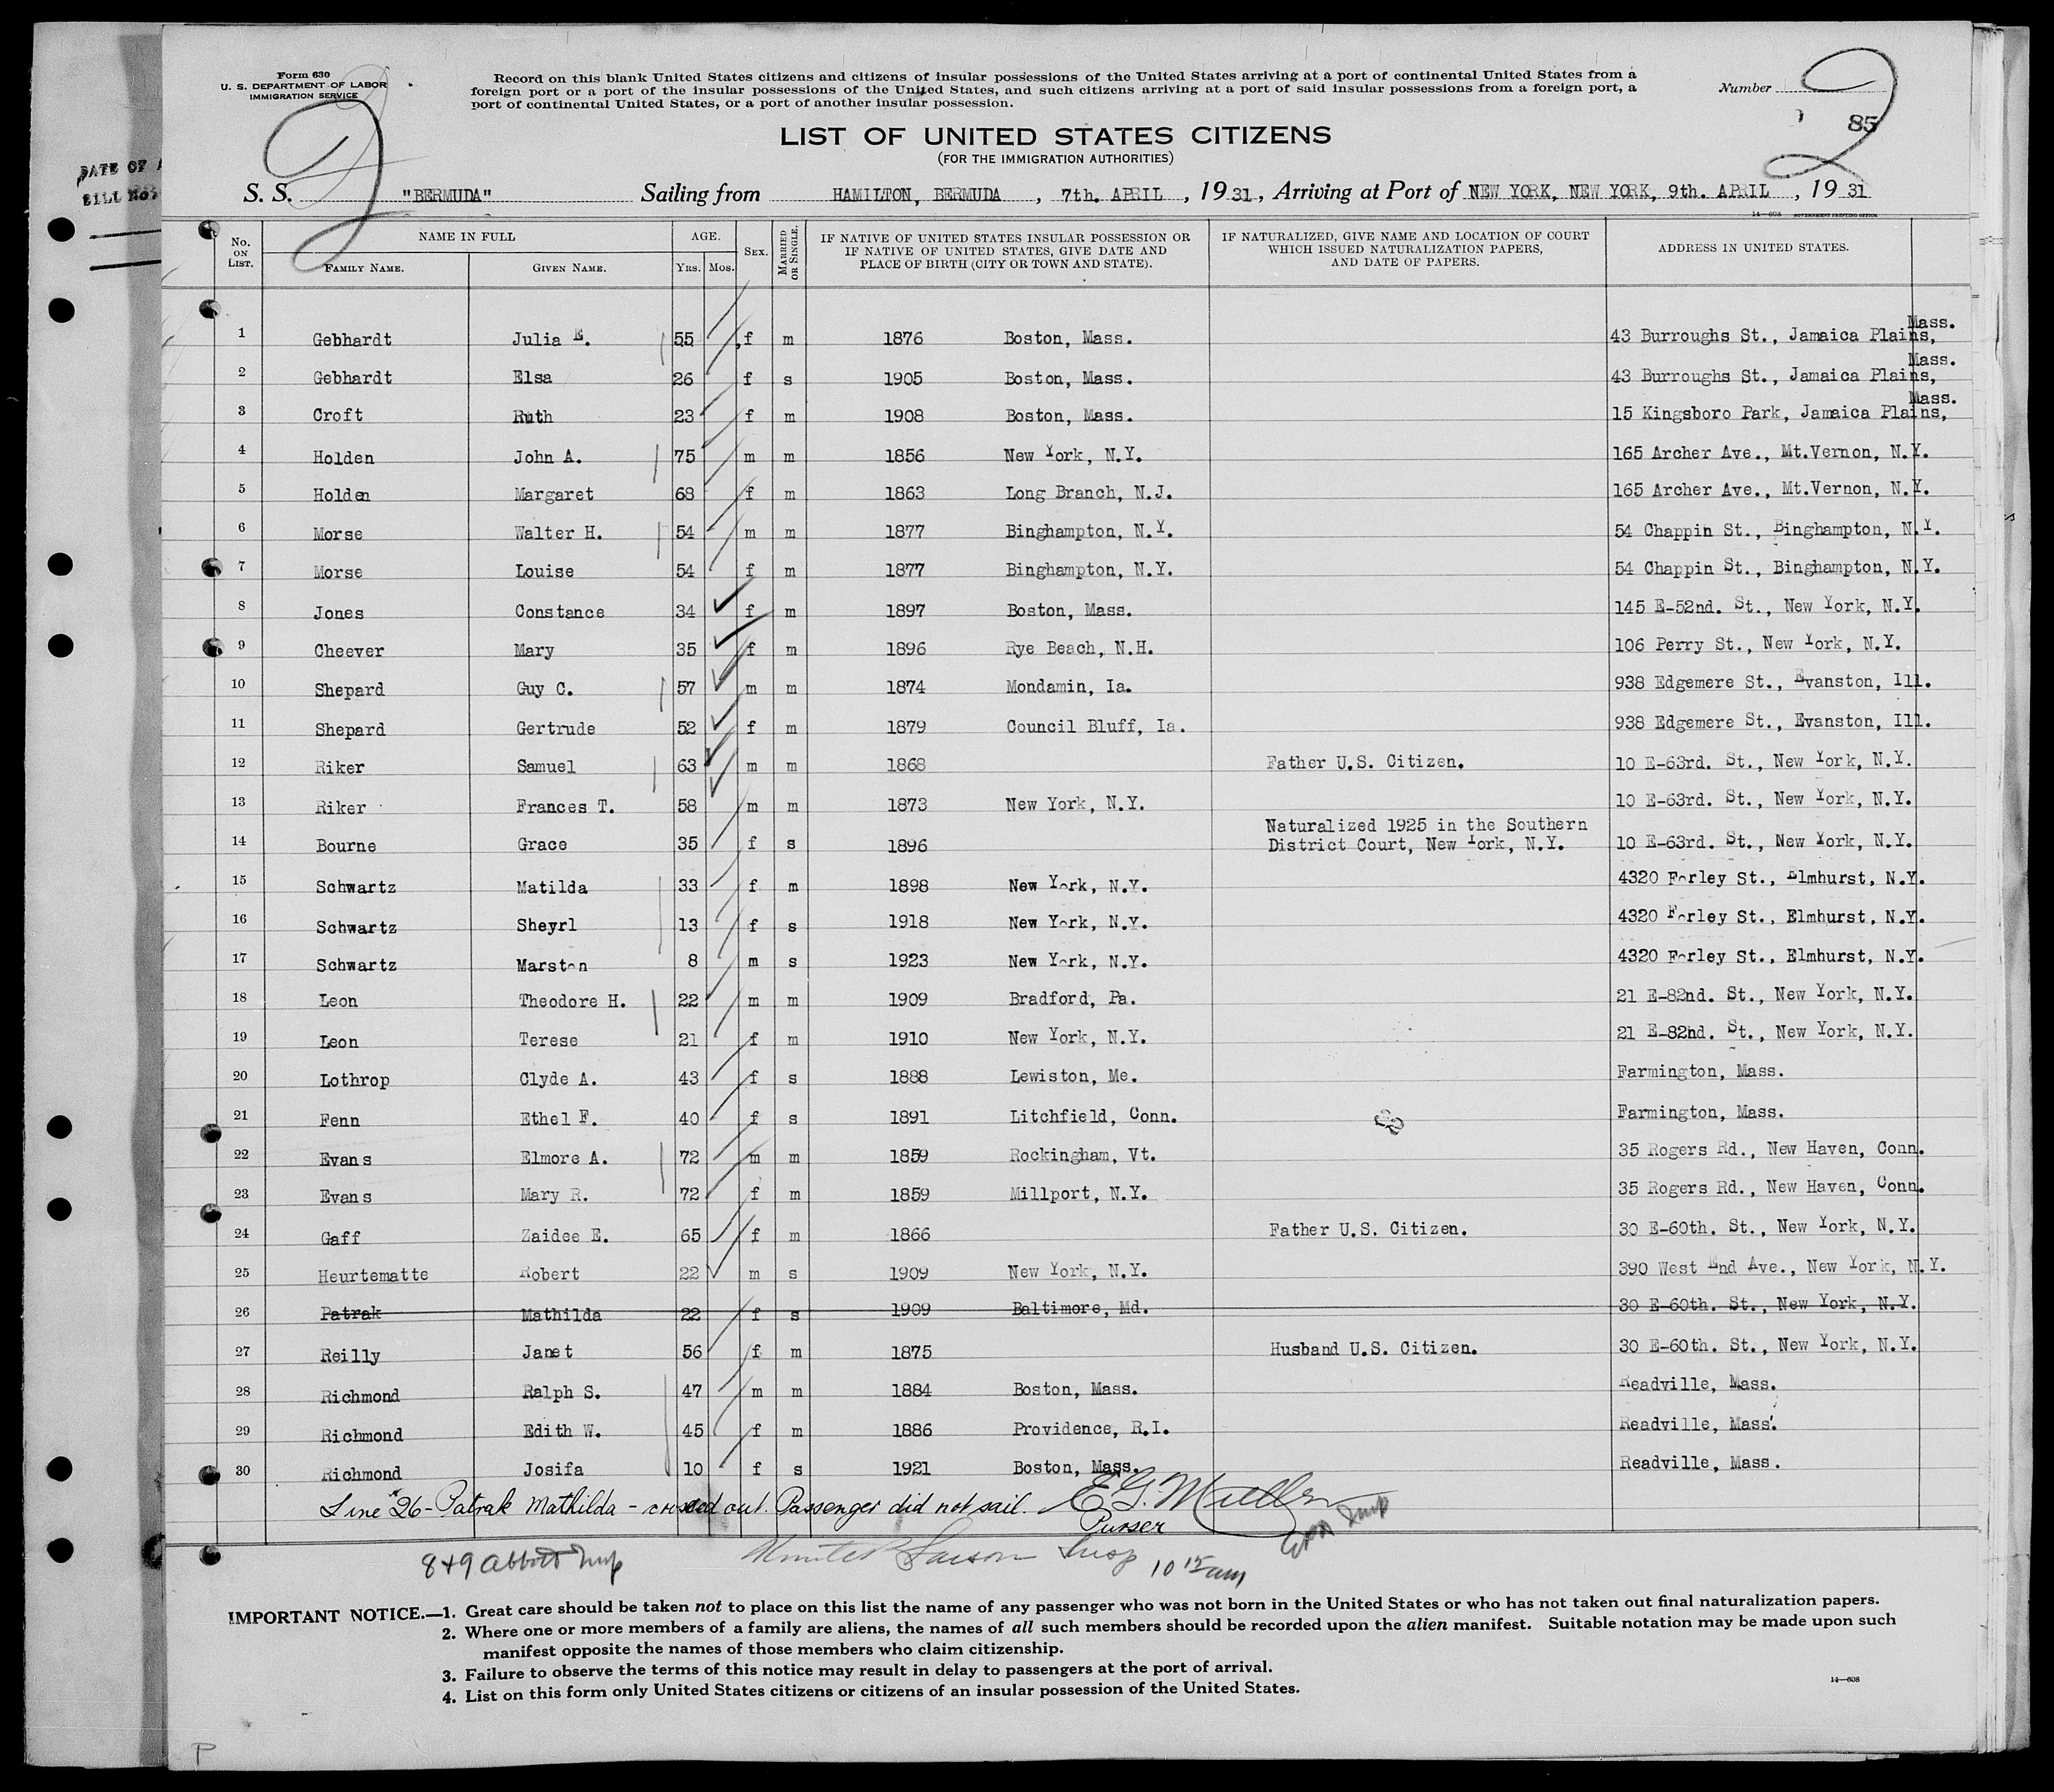 Form 630
U. S. DEPARTMENT OF LABOR
IMMIGRATION SERVICE
Record on this blank United States citizens and citizens of insular possessions of the United States arriving at a port of continental United States from a
foreign port or a port of the insular possessions of the United States, and such citizens arriving at a port of said insular possessions from a foreign port, a
port of continental United States, or a port of another insular possession.
Number 2
85
LIST OF UNITED STATES CITIZENS
(FOR THE IMMIGRATION AUTHORITIES)
DATE OF
BILL No.
S. S. "BERMUDA" Sailing from HAMILTON, BERMUDA, 7th. APRIL, 1931, Arriving at Port of NEW YORK, NEW YORK, 9th. APRIL, 1931
14—608 GOVERNMENT PRINTING OFFICE
No. ON LIST. NAME IN FULL FAMILY NAME. GIVEN NAME. AGE. YRS. MOS. SEX. MARRIED OR SINGLE. IF NATIVE OF UNITED STATES INSULAR POSSESSION OR IF NATIVE OF UNITED STATES, GIVE DATE AND PLACE OF BIRTH (CITY OR TOWN AND STATE). IF NATURALIZED, GIVE NAME AND LOCATION OF COURT WHICH ISSUED NATURALIZATION PAPERS, AND DATE OF PAPERS. ADDRESS IN UNITED STATES.
1 Gebhardt Julia E. 55 f m 1876 Boston, Mass. 43 Burroughs St., Jamaica Plains, Mass.
2 Gebhardt Elsa 26 f s 1905 Boston, Mass. 43 Burroughs St., Jamaica Plains, Mass.
3 Croft Ruth 23 f m 1908 Boston, Mass. 15 Kingsboro Park, Jamaica Plains, Mass.
4 Holden John A. 75 m m 1856 New York, N.Y. 165 Archer Ave., Mt.Vernon, N.Y.
5 Holden Margaret 68 f m 1863 Long Branch, N.J. 165 Archer Ave., Mt.Vernon, N.Y.
6 Morse Walter H. 54 m m 1877 Binghampton, N.Y. 54 Chappin St., Binghampton, N.Y.
7 Morse Louise 54 f m 1877 Binghampton, N.Y. 54 Chappin St., Binghampton, N.Y.
8 Jones Constance 34 f m 1897 Boston, Mass. 145 E-52nd. St., New York, N.Y.
9 Cheever Mary 35 f m 1896 Rye Beach, N.H. 106 Perry St., New York, N.Y.
10 Shepard Guy C. 57 m m 1874 Mondamin, Ia. 938 Edgemere St., Evanston, Ill.
11 Shepard Gertrude 52 f m 1879 Council Bluff, Ia. 938 Edgemere St., Evanston, Ill.
12 Riker Samuel 63 m m 1868 Father U.S. Citizen. 10 E-63rd. St., New York, N.Y.
13 Riker Frances T. 58 m m 1873 New York, N.Y. 10 E-63rd. St., New York, N.Y.
14 Bourne Grace 35 f s 1896 Naturalized 1925 in the Southern District Court, New York, N.Y. 10 E-63rd. St., New York, N.Y.
15 Schwartz Matilda 33 f m 1898 New York, N.Y. 4320 Forley St., Elmhurst, N.Y.
16 Schwartz Sheyrl 13 f s 1918 New York, N.Y. 4320 Forley St., Elmhurst, N.Y.
17 Schwartz Marston 8 m s 1923 New York, N.Y. 4320 Forley St., Elmhurst, N.Y.
18 Leon Theodore H. 22 m m 1909 Bradford, Pa. 21 E-82nd. St., New York, N.Y.
19 Leon Terese 21 f m 1910 New York, N.Y. 21 E-82nd. St., New York, N.Y.
20 Lothrop Clyde A. 43 f s 1888 Lewiston, Me. Farmington, Mass.
21 Fenn Ethel F. 40 f s 1891 Litchfield, Conn. Farmington, Mass.
22 Evans Elmore A. 72 m m 1859 Rockingham, Vt. 35 Rogers Rd., New Haven, Conn.
23 Evans Mary R. 72 f m 1859 Millport, N.Y. 35 Rogers Rd., New Haven, Conn.
24 Gaff Zaidee E. 65 f m 1866 Father U.S. Citizen. 30 E-60th. St., New York, N.Y.
25 Heurtematte Robert 22 m s 1909 New York, N.Y. 390 West End Ave., New York, N.Y.
26 Patrak Mathilda 22 f s 1909 Baltimore, Md. 30 E-60th. St., New York, N.Y.
27 Reilly Janet 56 f m 1875 Husband U.S. Citizen. 30 E-60th. St., New York, N.Y.
28 Richmond Ralph S. 47 m m 1884 Boston, Mass. Readville, Mass.
29 Richmond Edith W. 45 f m 1886 Providence, R.I. Readville, Mass.
30 Richmond Josifa 10 f s 1921 Boston, Mass. Readville, Mass.
Line 26 - Patrak Mathilda - crossed out. Passenger did not sail. E G. Muller
Purser
8+9 Abbott Insp Insp 10 15 am
IMPORTANT NOTICE.—1. Great care should be taken not to place on this list the name of any passenger who was not born in the United States or who has not taken out final naturalization papers.
2. Where one or more members of a family are aliens, the names of all such members should be recorded upon the alien manifest. Suitable notation may be made upon such
manifest opposite the names of those members who claim citizenship.
3. Failure to observe the terms of this notice may result in delay to passengers at the port of arrival.
4. List on this form only United States citizens or citizens of an insular possession of the United States.
14—608
P